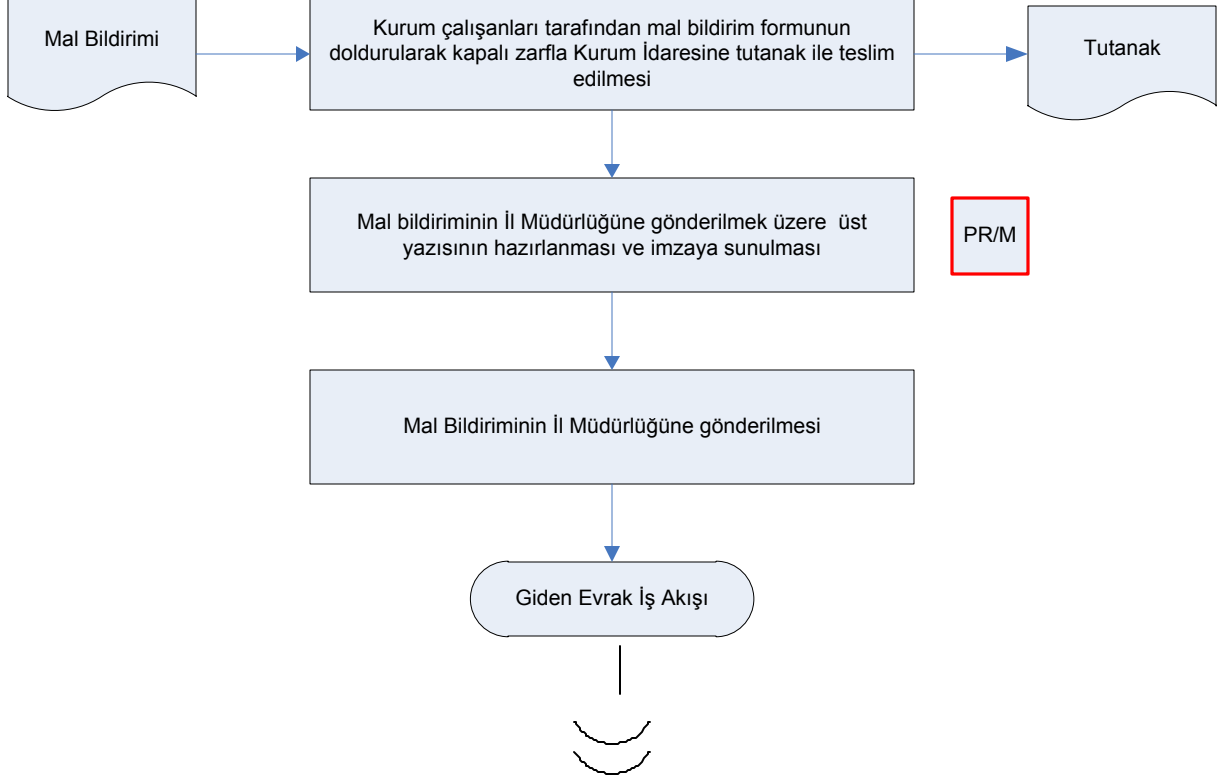 Mal Bildirimi
Kurum çalışanları tarafından mal bildirim formunun
doldurularak kapalı zarfla Kurum İdaresine tutanak ile teslim
edilmesi
Tutanak
Mal bildiriminin İl Müdürlüğüne gönderilmek üzere üst
yazısının hazırlanması ve imzaya sunulması
PR/M
Mal Bildiriminin İl Müdürlüğüne gönderilmesi
Giden Evrak İş Akışı